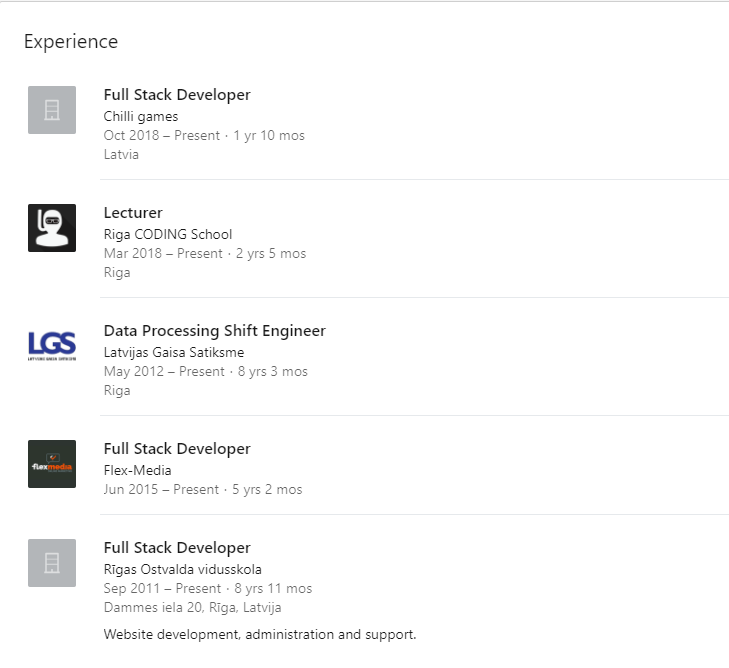 Experience
Full Stack Developer
Chilli games
Oct 2018 – Present · 1 yr 10 mos
Latvia
Lecturer
Riga CODING School
Mar 2018 – Present · 2 yrs 5 mos
Riga
LGS
Data Processing Shift Engineer
Latvijas Gaisa Satiksme
May 2012 – Present · 8 yrs 3 mos
Riga
flexmedia
Full Stack Developer
Flex-Media
Jun 2015 – Present · 5 yrs 2 mos
Full Stack Developer
Rīgas Ostvalda vidusskola
Sep 2011 – Present · 8 yrs 11 mos
Dammes iela 20, Rīga, Latvija
Website development, administration and support.